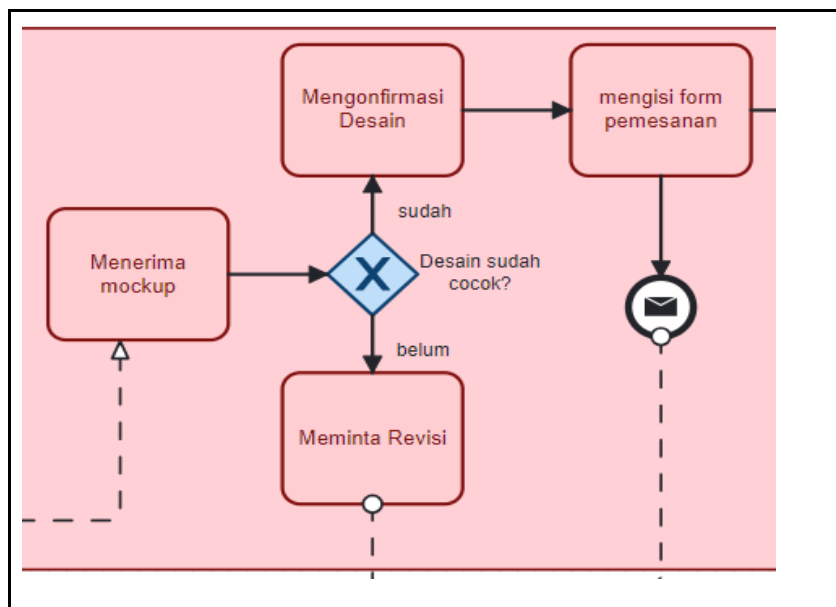 Mengonfirmasi
Desain
mengisi form
pemesanan
sudah
Menerima
mockup
Desain sudah
cocok?
belum
Meminta Revisi